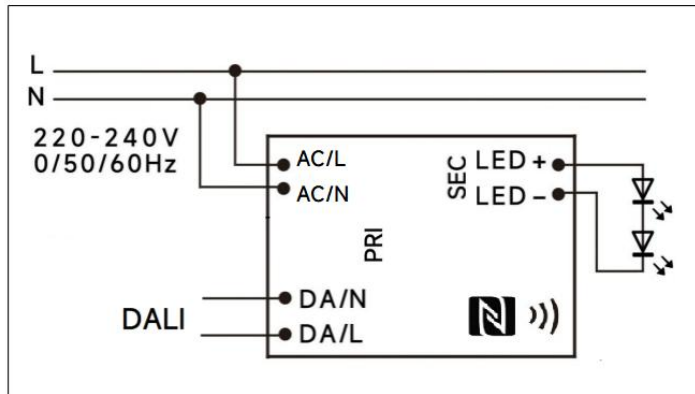 L
N
220-240V
0/50/60Hz
AC/L
AC/N
PRI
SEC
LED +
LED -
DALI
DA/N
DA/L